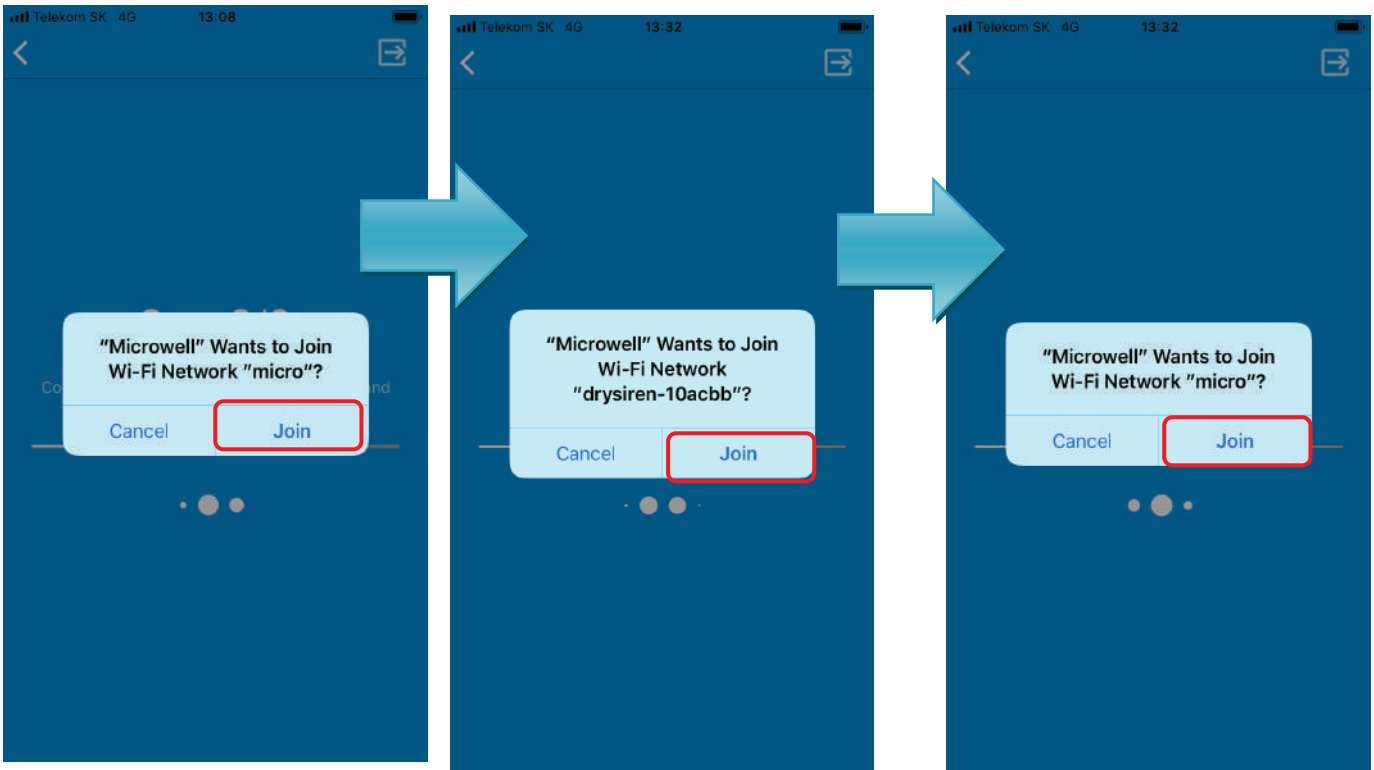 Telekom SK 4G 13:08
"Microwell" Wants to Join
Wi-Fi Network "micro"?
Co
nd
Cancel Join
Telekom SK 4G 13:32
"Microwell" Wants to Join
Wi-Fi Network
"drysiren-10acbb"?
Cancel Join
Telekom SK 4G 13:32
"Microwell" Wants to Join
Wi-Fi Network "micro"?
Cancel Join